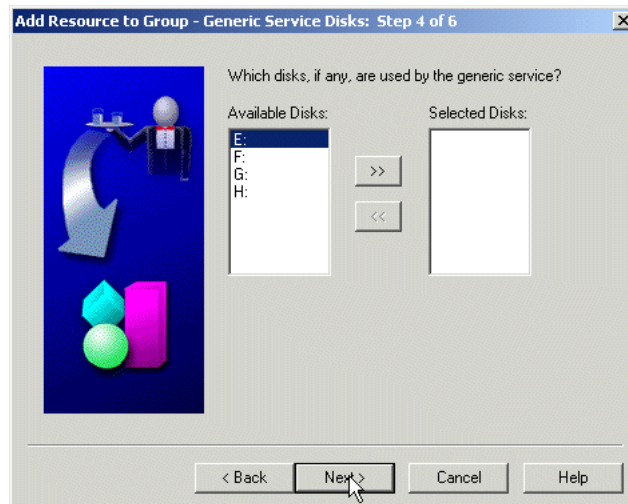 Add Resource to Group - Generic Service Disks: Step 4 of 6
Which disks, if any, are used by the generic service?
Available Disks:
Selected Disks:
E:
F:
G:
H:
>>
<<
< Back
Next >
Cancel
Help